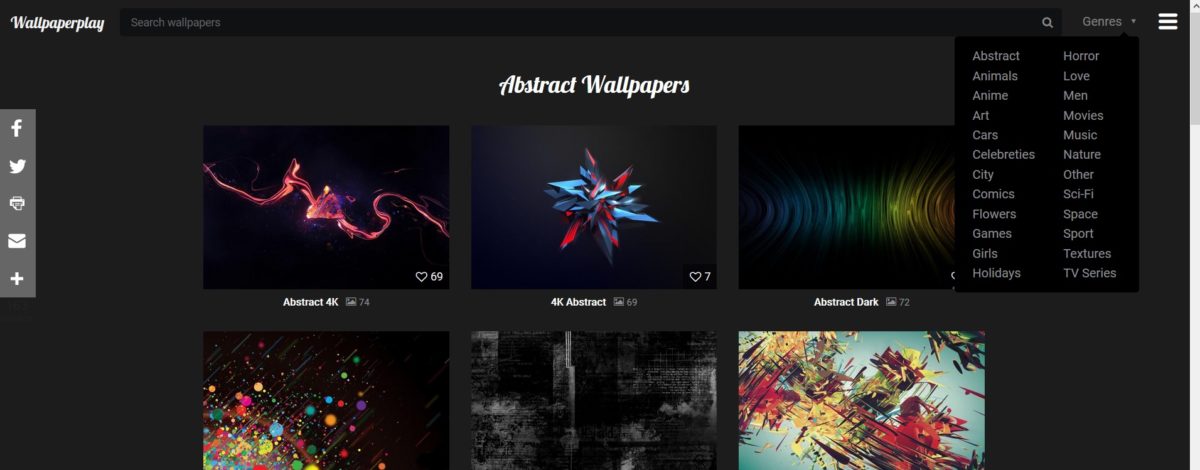 Wallpaperplay
Search wallpapers
Genres
Abstract Horror
Animals Love
Anime Men
Art Movies
Cars Music
Celebreties Nature
City Other
Comics Sci-Fi
Flowers Space
Games Sport
Girls Textures
Holidays TV Series
Abstract Wallpapers
69
7
Abstract 4K 74
4K Abstract 69
Abstract Dark 72